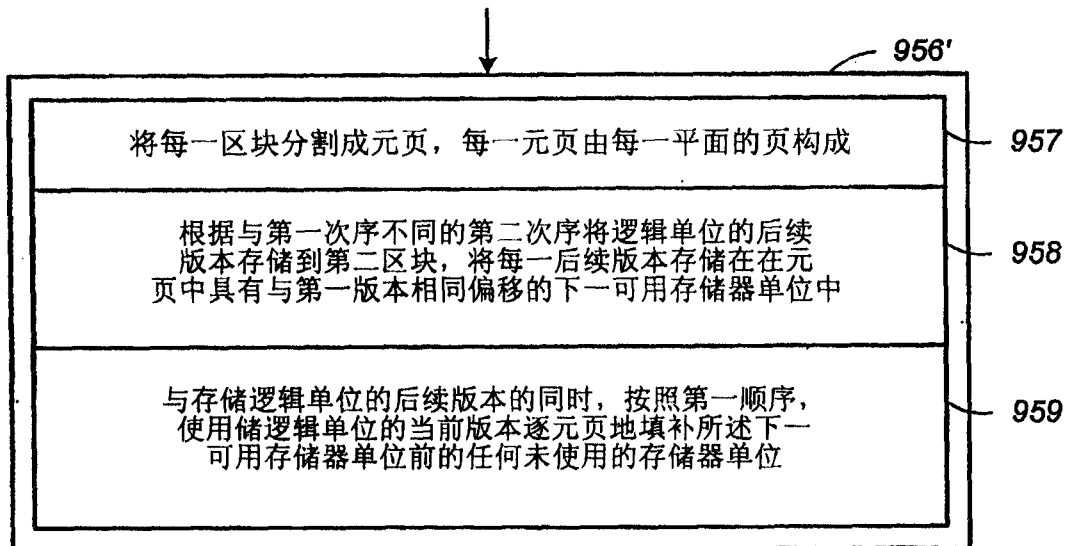 956'
将每一区块分割成元页，每一元页由每一平面的页构成
957
根据与第一次序不同的第二次序将逻辑单位的后续
版本存储到第二区块，将每一后续版本存储在在元
页中具有与第一版本相同偏移的下一可用存储器单位中
958
与存储逻辑单位的后续版本的同时，按照第一顺序，
使用储逻辑单位的当前版本逐元页地填补所述下一
可用存储器单位前的任何未使用的存储器单位
959